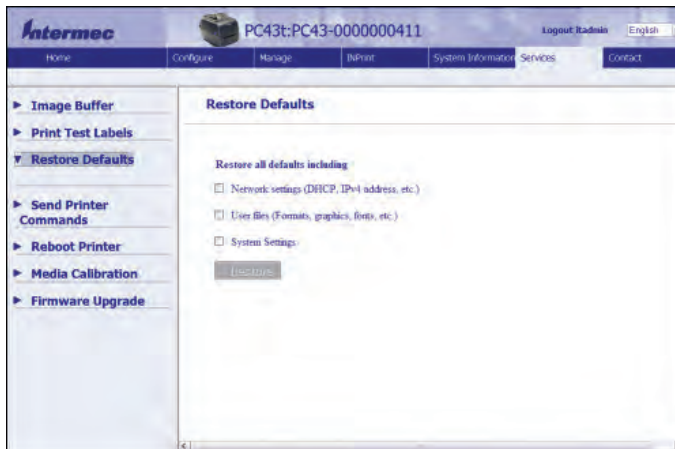 Intermec
PC43t:PC43-0000000411
Logout itadmin
English
Home
Configure
Manage
INPrint
System Information
Services
Contact
Image Buffer
Print Test Labels
Restore Defaults
Send Printer
Commands
Reboot Printer
Media Calibration
Firmware Upgrade
Restore Defaults
Restore all defaults including
Network settings (DHCP, IPv4 address, etc.)
User files (Formats, graphics, fonts, etc.)
System Settings
Restore